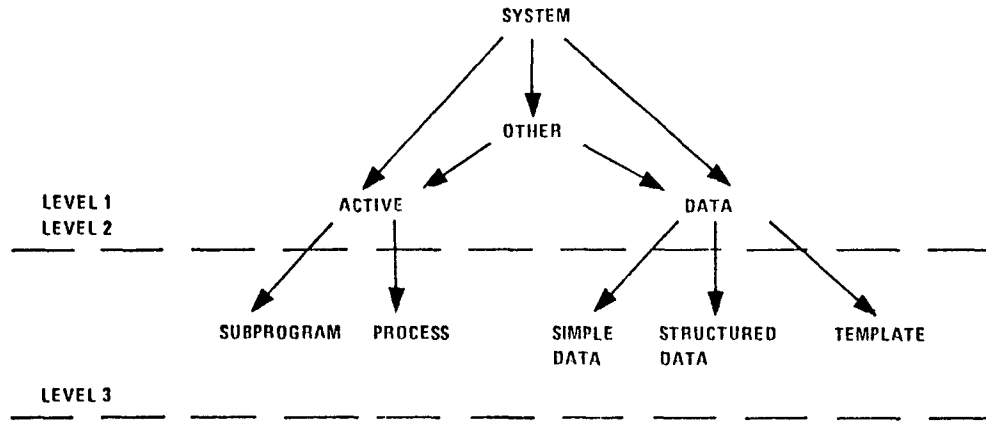 SYSTEM
OTHER
LEVEL 1
ACTIVE
DATA
LEVEL 2
SUBPROGRAM
PROCESS
SIMPLE
DATA
STRUCTURED
DATA
TEMPLATE
LEVEL 3